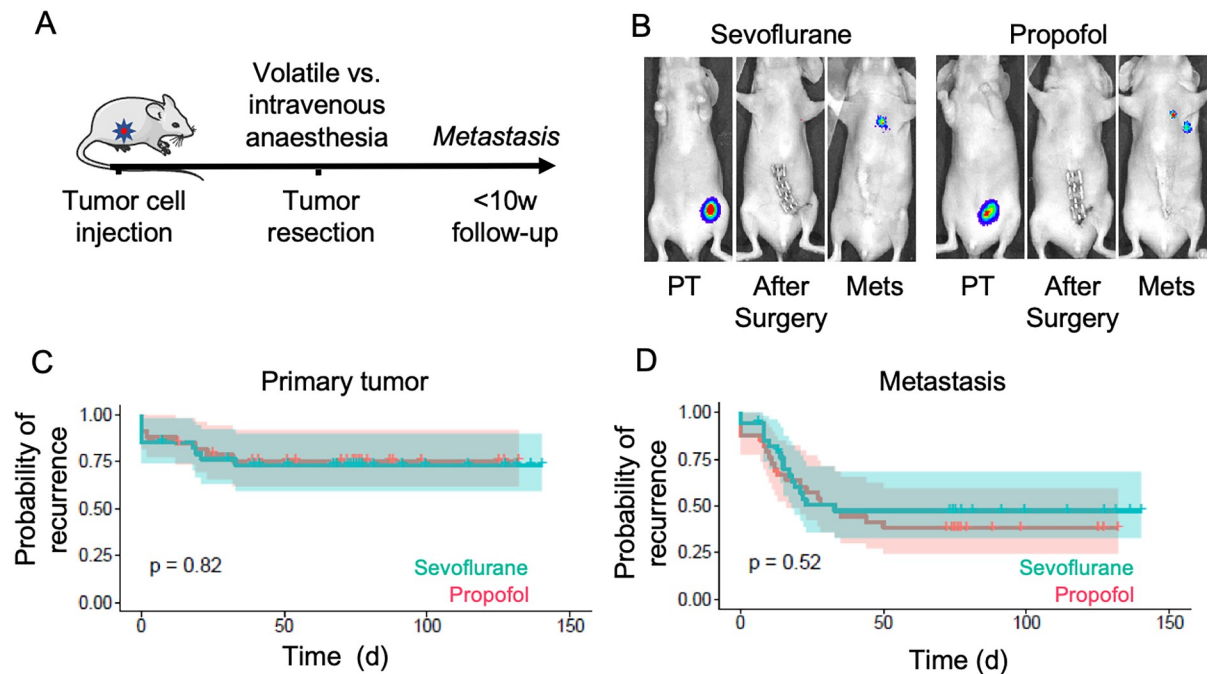 A
Volatile vs.
intravenous
anaesthesia
Metastasis
Tumor cell
injection
Tumor
resection
<10w
follow-up
B
Sevoflurane
Propofol
PT
After
Surgery
Mets
PT
After
Surgery
Mets
C
Primary tumor
Probability of
recurrence
1.00
0.75
0.50
0.25
0.00
p = 0.82
Sevoflurane
Propofol
0
50
100
150
Time (d)
D
Metastasis
Probability of
recurrence
1.00
0.75
0.50
0.25
0.00
p = 0.52
Sevoflurane
Propofol
0
50
100
150
Time (d)